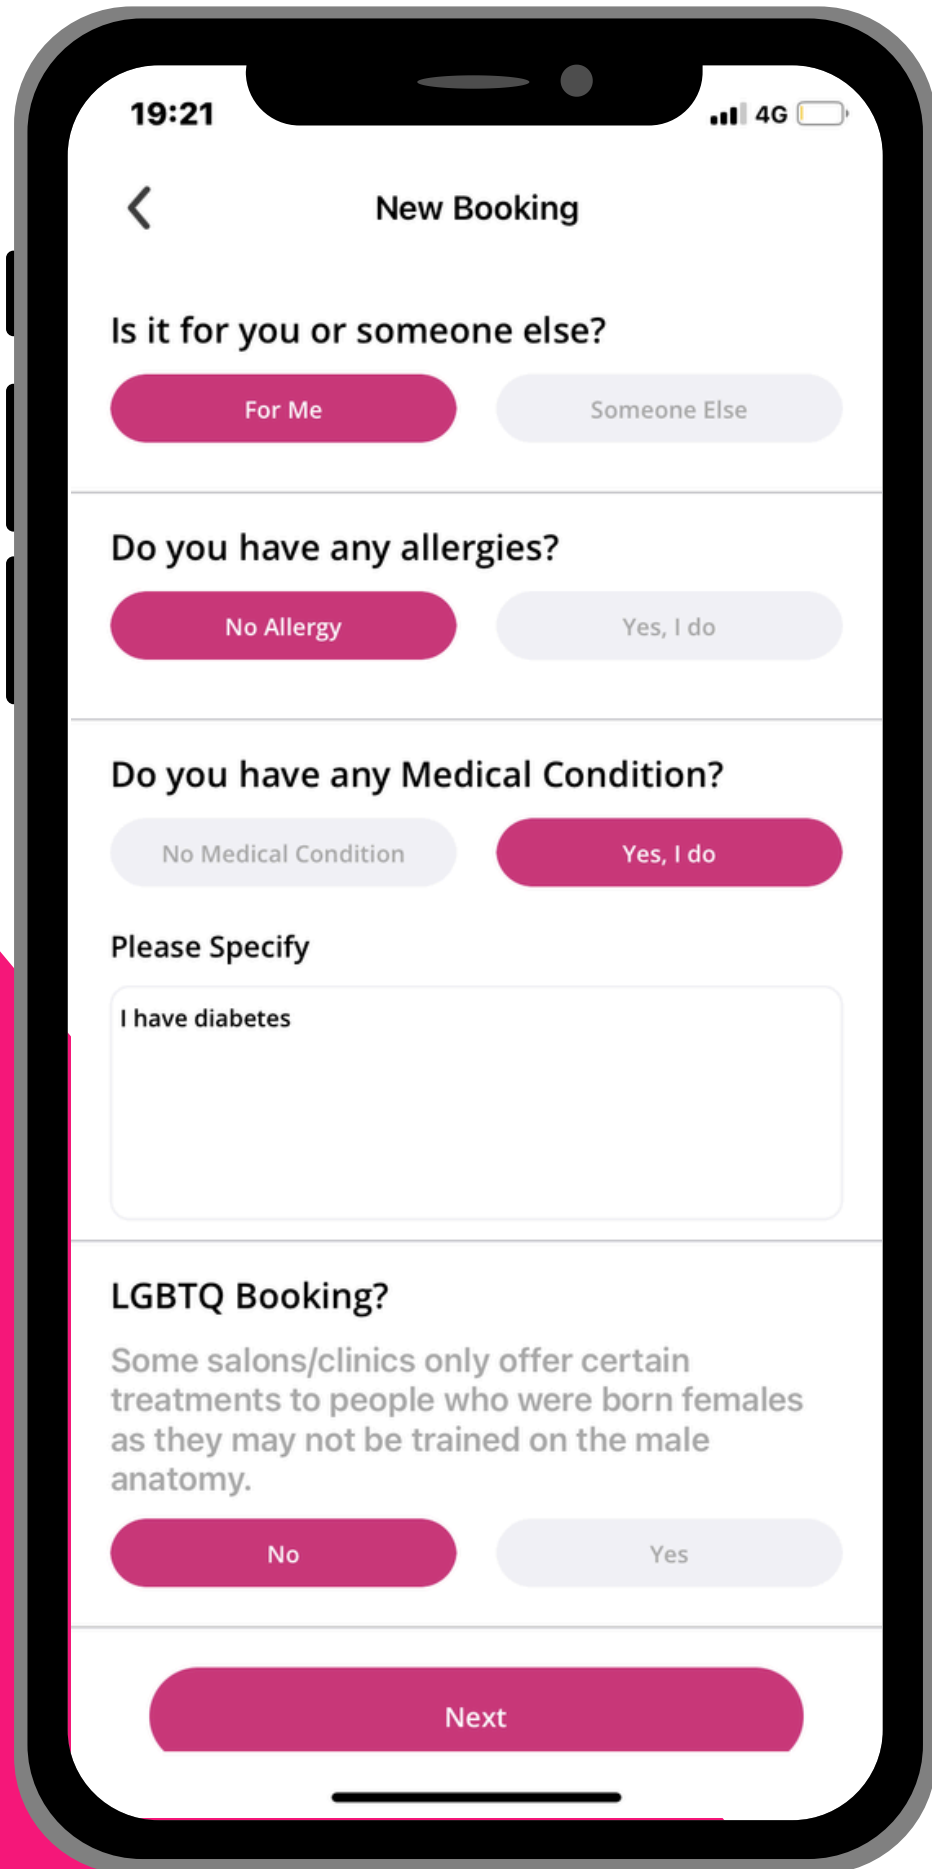 19:21 4G
New Booking
Is it for you or someone else?
For Me Someone Else
Do you have any allergies?
No Allergy Yes, I do
Do you have any Medical Condition?
No Medical Condition Yes, I do
Please Specify
I have diabetes
LGBTQ Booking?
Some salons/clinics only offer certain
treatments to people who were born females
as they may not be trained on the male
anatomy.
No Yes
Next